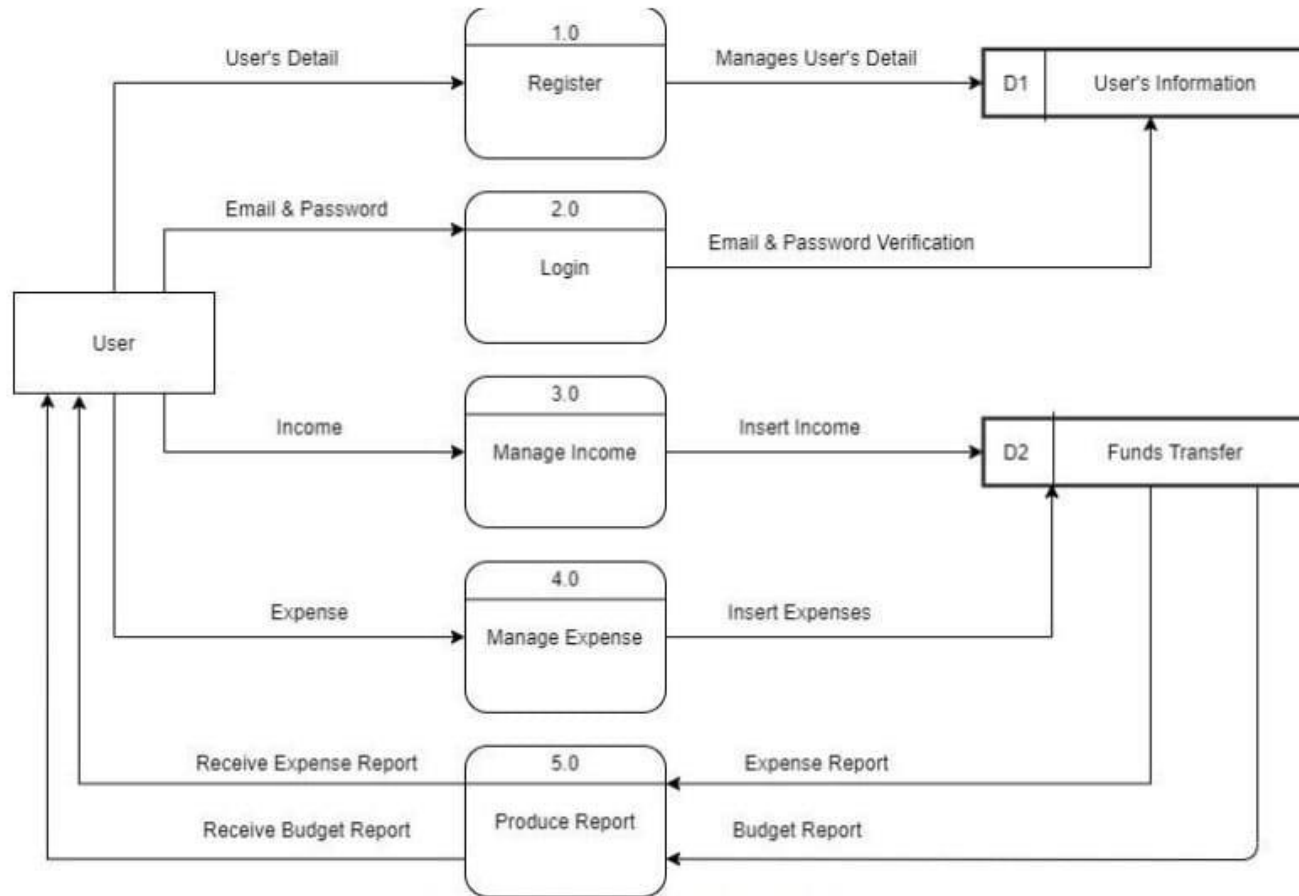 1.0
User's Detail
Manages User's Detail
Register
D1
User's Information
Email & Password
2.0
Email & Password Verification
Login
User
3.0
Income
Insert Income
Manage Income
D2
Funds Transfer
4.0
Expense
Insert Expenses
Manage Expense
Receive Expense Report
5.0
Expense Report
Receive Budget Report
Produce Report
Budget Report